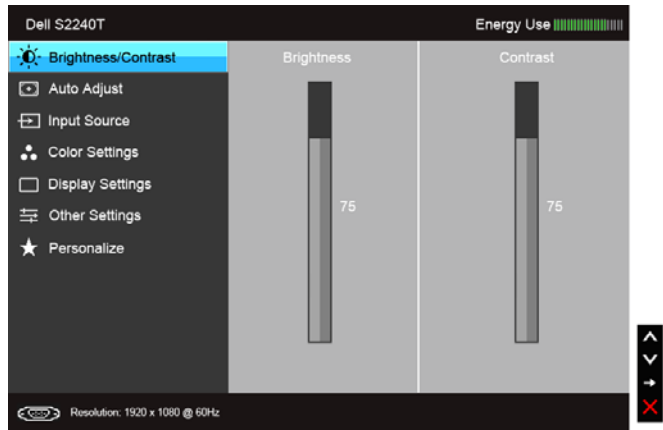 Dell S2240T
Energy Use
Brightness/Contrast
Auto Adjust
Input Source
Color Settings
Display Settings
Other Settings
Personalize
Brightness
Contrast
75
75
Resolution: 1920 x 1080 @ 60Hz